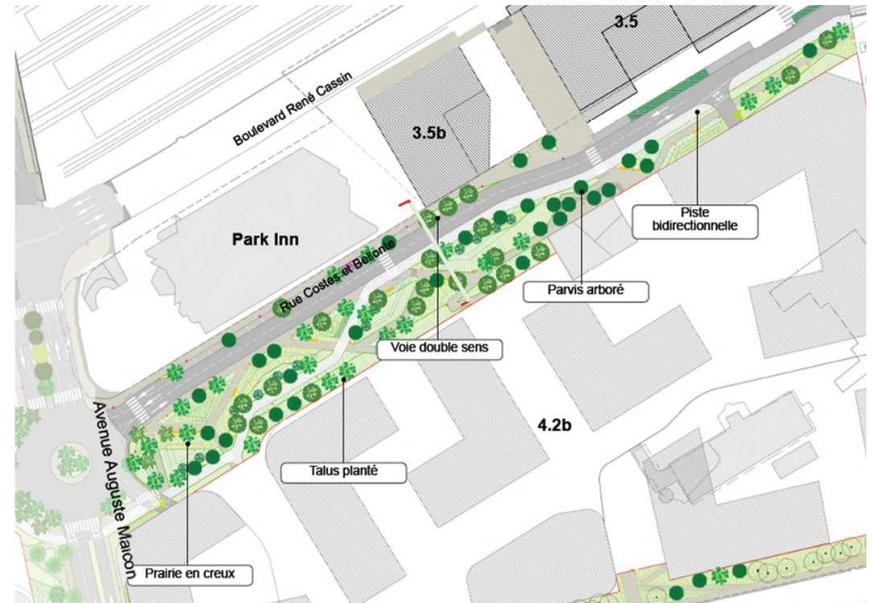 3.5
Boulevard René Cassin
3.5b
Piste
bidirectionnelle
Park Inn
Rue Costes et Bellonte
Parvis arboré
Voie double sens
Avenue Auguste Maicon
4.2b
Talus planté
Prairie en creux